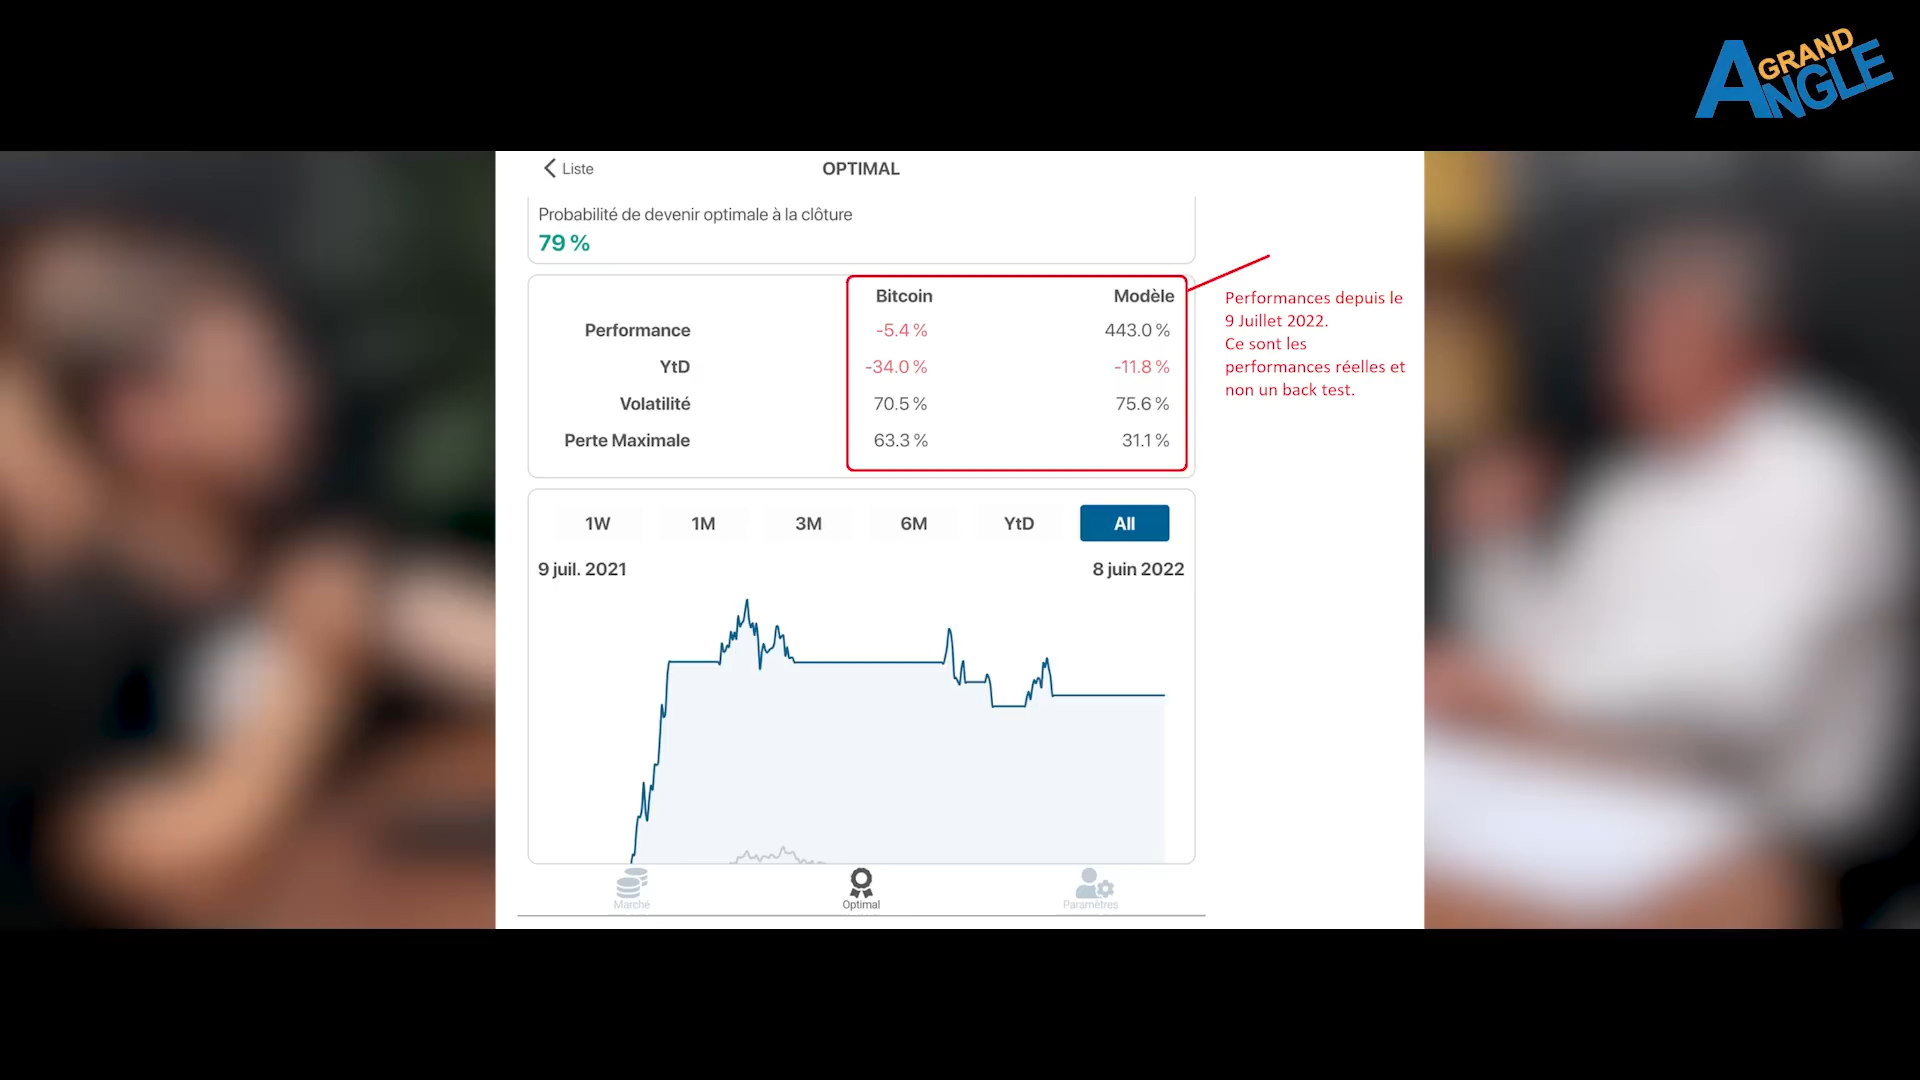 GRAND
ANGLE
Liste
OPTIMAL
Probabilité de devenir optimale à la clôture
79 %
Bitcoin Modèle
Performance -5.4 % 443.0 %
YtD -34.0 % -11.8 %
Volatilité 70.5 % 75.6 %
Perte Maximale 63.3 % 31.1 %
Performances depuis le
9 Juillet 2022.
Ce sont les
performances réelles et
non un back test.
1W 1M 3M 6M YtD All
9 juil. 2021 8 juin 2022
Marché Optimal Paramètres